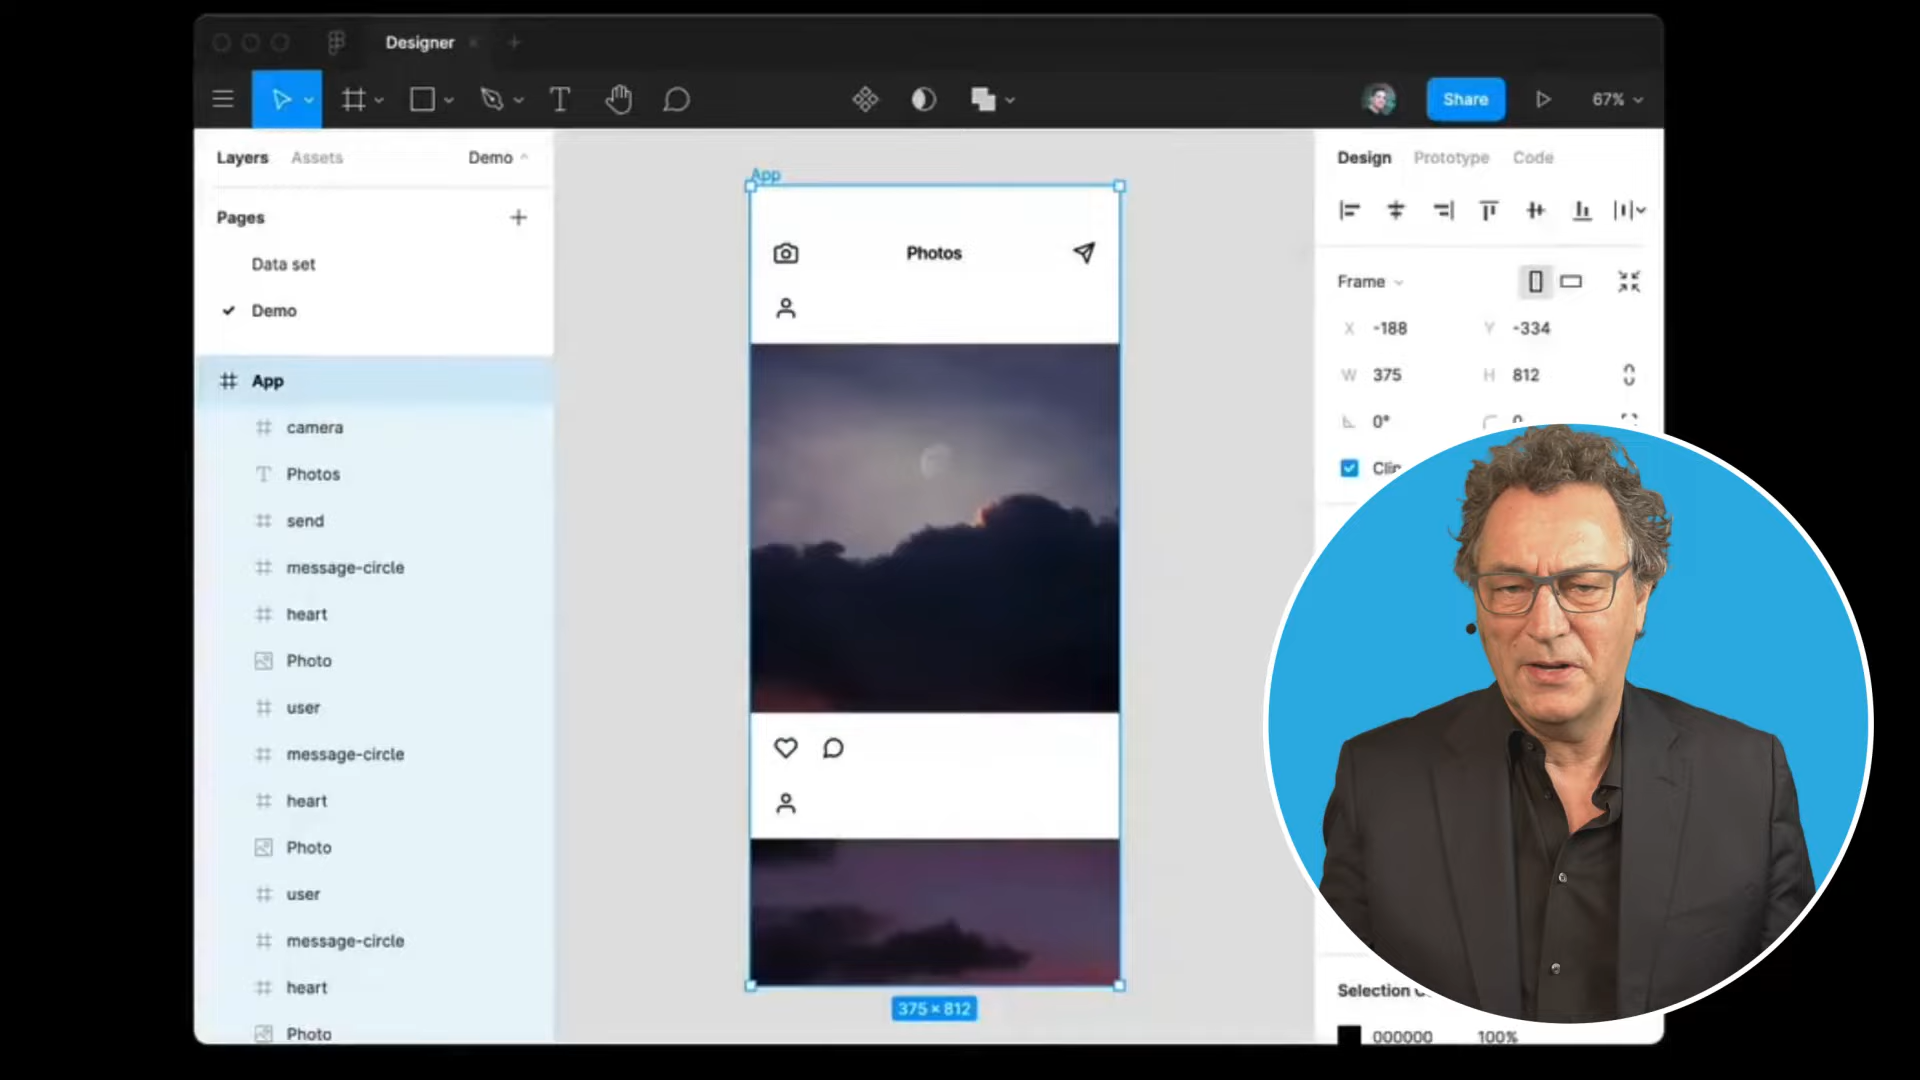 Designer
Share
67%
Layers
Assets
Demo
Pages
Data set
Demo
App
camera
Photos
send
message-circle
heart
Photo
user
message-circle
heart
Photo
user
message-circle
heart
Photo
App
Photos
375 × 812
Design
Prototype
Code
Frame
X -188
Y -334
W 375
H 812
0°
Selection
000000
100%